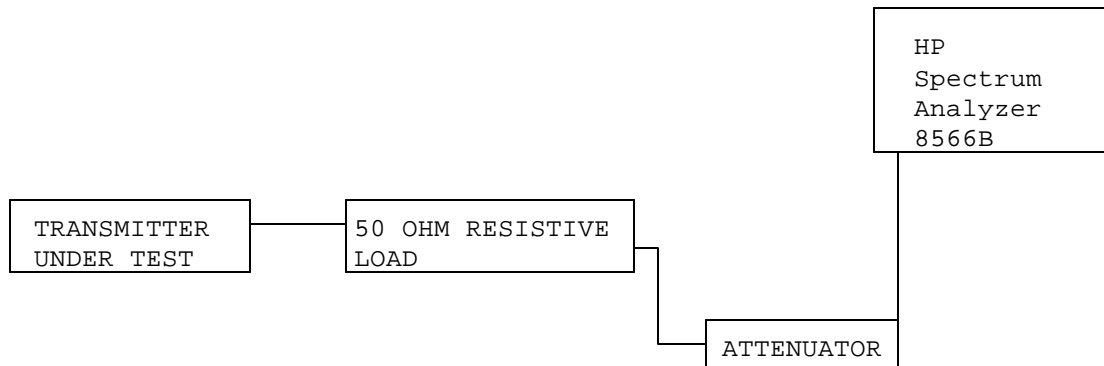 HP
Spectrum
Analyzer
8566B
TRANSMITTER
UNDER TEST
50 OHM RESISTIVE
LOAD
ATTENUATOR